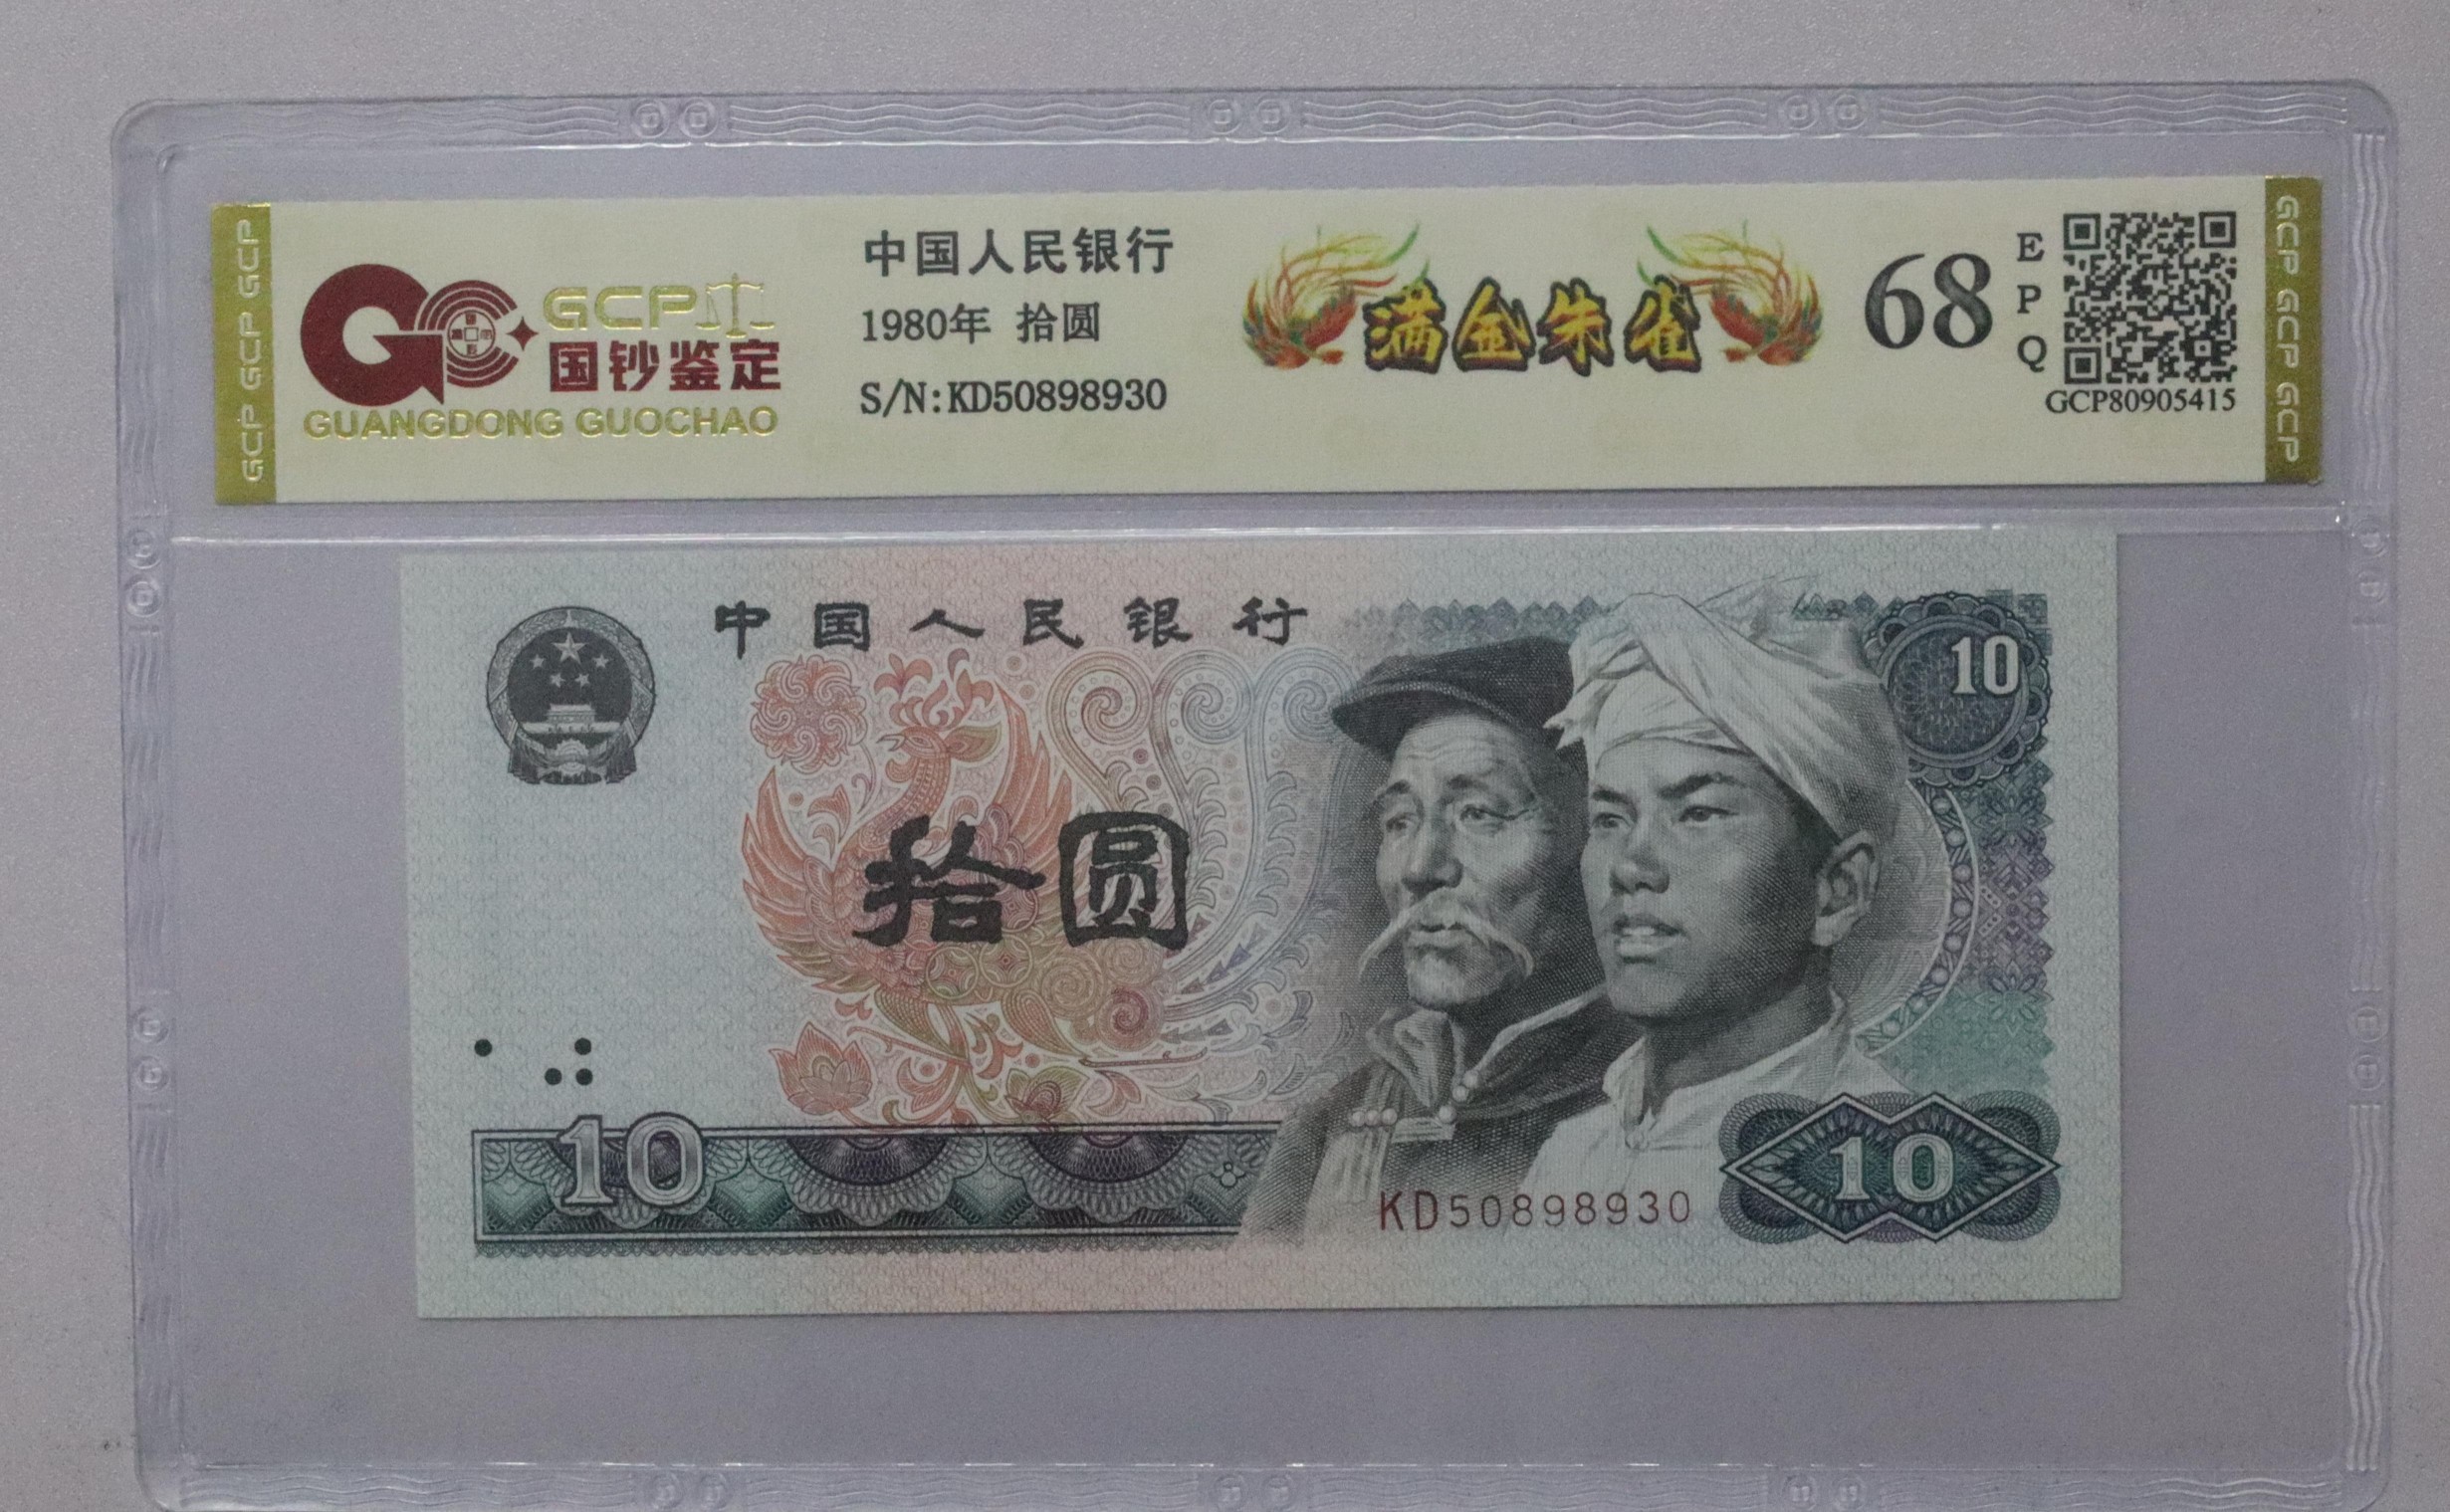 GCP GCP GCP
GCP
国钞鉴定
GUANGDONG GUOCHAO
中国人民银行
1980年 拾圆
S/N:KD50898930
满金朱雀
68
EPQ
GCP80905415
GCP GCP GCP
中国人民银行
10
拾圆
10
KD50898930
10